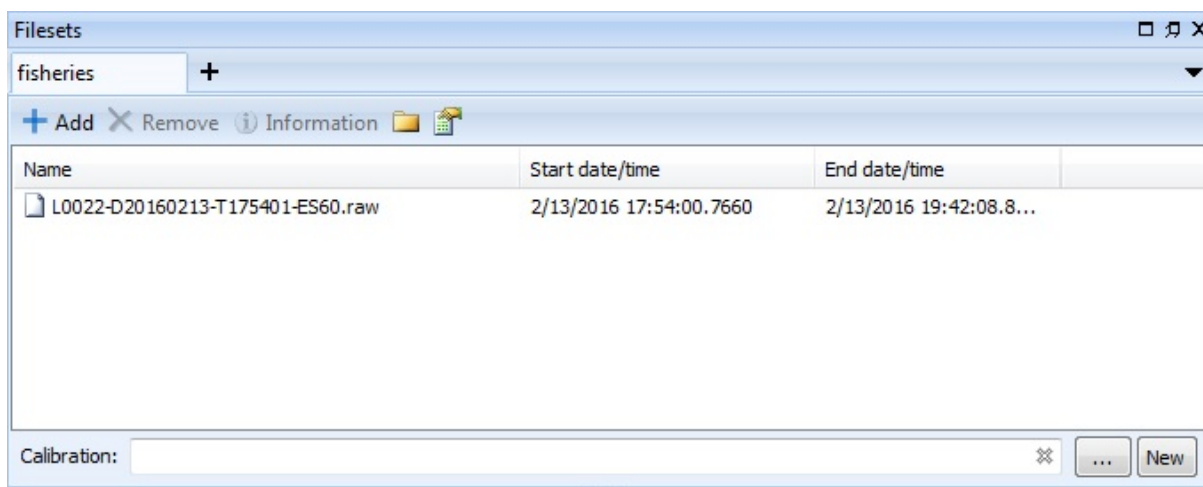 Filesets
fisheries
Add Remove Information
Name Start date/time End date/time
L0022-D20160213-T175401-ES60.raw 2/13/2016 17:54:00.7660 2/13/2016 19:42:08.8...
Calibration: ... New